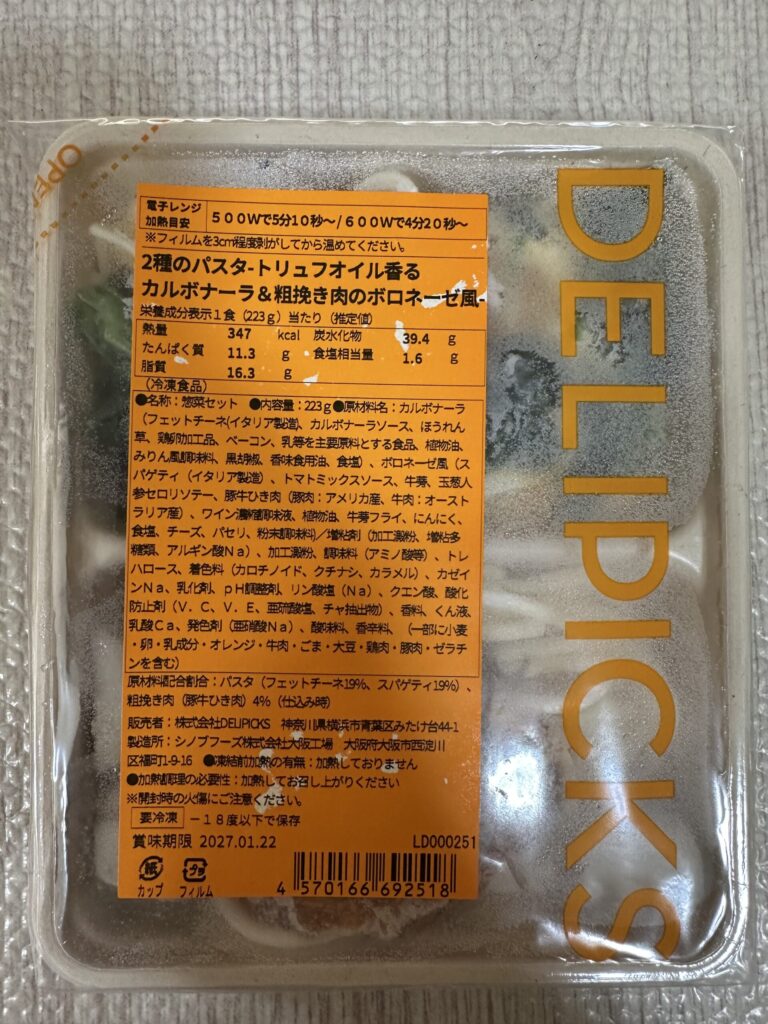 OPE
電子レンジ
加熱目安
500Wで5分10秒~/600Wで4分20秒~
※フィルムを3cm程度剥がしてから温めてください。
2種のパスタ-トリュフオイル香る
カルボナーラ&粗挽き肉のボロネーゼ風-
栄養成分表示1食(223g)当たり(推定値)
熱量 347 kcal 炭水化物 39.4 g
たんぱく質 11.3 g 食塩相当量 1.6 g
脂質 16.3 g
(冷凍食品)
●名称:惣菜セット ●内容量:223g●原材料名:カルボナーラ
(フェットチーネ(イタリア製造)、カルボナーラソース、ほうれん
草、鶏卵加工品、ベーコン、乳等を主要原料とする食品、植物油、
みりん風調味料、黒胡椒、香味食用油、食塩)、ボロネーゼ風(ス
パゲティ(イタリア製造)、トマトミックスソース、牛蒡、玉葱人
参セロリソテー、豚牛ひき肉(豚肉:アメリカ産、牛肉:オースト
ラリア産)、ワイン濃縮調味液、植物油、牛蒡フライ、にんにく、
食塩、チーズ、パセリ、粉末調味料)/増粘剤(加工澱粉、増粘多
糖類、アルギン酸Na)、加工澱粉、調味料(アミノ酸等)、トレ
ハロース、着色料(カロチノイド、クチナシ、カラメル)、カゼイ
ンNa、乳化剤、pH調整剤、リン酸塩(Na)、クエン酸、酸化
防止剤(V.C、V.E、亜硫酸塩、チャ抽出物)、香料、くん液、
乳酸Ca、発色剤(亜硝酸Na)、酸味料、香辛料、(一部に小麦
・卵・乳成分・オレンジ・牛肉・ごま・大豆・鶏肉・豚肉・ゼラチ
ンを含む)
原材料配合割合:パスタ(フェットチーネ19%、スパゲティ19%)、
粗挽き肉(豚牛ひき肉)4%(仕込み時)
販売者:株式会社DELIPICKS 神奈川県横浜市青葉区みたけ台44-1
製造所:シノブフーズ株式会社大阪工場 大阪府大阪市西淀川
区福町1-9-16 ●凍結前加熱の有無:加熱しておりません
●加熱調理の必要性:加熱してお召し上がりください
※開封時の火傷にご注意ください。
要冷凍 -18度以下で保存
賞味期限 2027.01.22 LD000251
紙 プラ
カップ フィルム
4 570166 692518
DELIPICKS